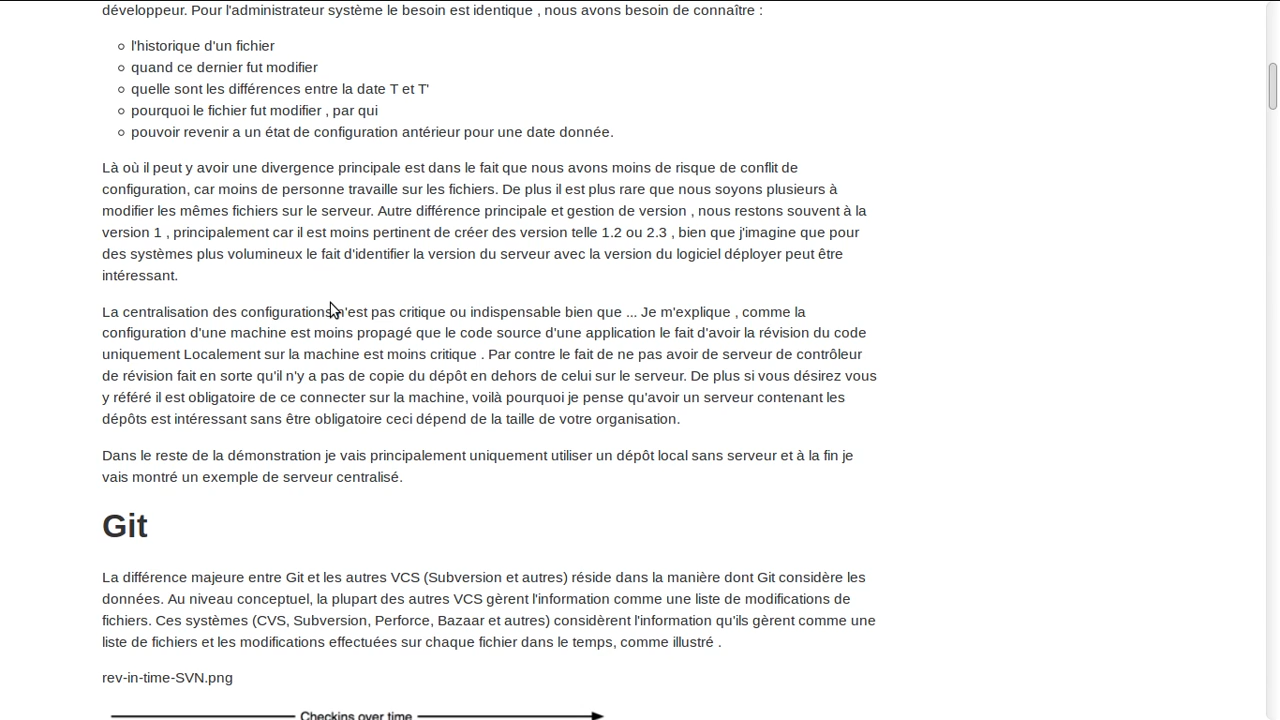 développeur. Pour l'administrateur système le besoin est identique , nous avons besoin de connaître :
l'historique d'un fichier
quand ce dernier fut modifier
quelle sont les différences entre la date T et T'
pourquoi le fichier fut modifier , par qui
pouvoir revenir a un état de configuration antérieur pour une date donnée.
Là où il peut y avoir une divergence principale est dans le fait que nous avons moins de risque de conflit de
configuration, car moins de personne travaille sur les fichiers. De plus il est plus rare que nous soyons plusieurs à
modifier les mêmes fichiers sur le serveur. Autre différence principale et gestion de version , nous restons souvent à la
version 1 , principalement car il est moins pertinent de créer des version telle 1.2 ou 2.3 , bien que j'imagine que pour
des systèmes plus volumineux le fait d'identifier la version du serveur avec la version du logiciel déployer peut être
intéressant.
La centralisation des configurations n'est pas critique ou indispensable bien que ... Je m'explique , comme la
configuration d'une machine est moins propagé que le code source d'une application le fait d'avoir la révision du code
uniquement Localement sur la machine est moins critique . Par contre le fait de ne pas avoir de serveur de contrôleur
de révision fait en sorte qu'il n'y a pas de copie du dépôt en dehors de celui sur le serveur. De plus si vous désirez vous
y référé il est obligatoire de ce connecter sur la machine, voilà pourquoi je pense qu'avoir un serveur contenant les
dépôts est intéressant sans être obligatoire ceci dépend de la taille de votre organisation.
Dans le reste de la démonstration je vais principalement uniquement utiliser un dépôt local sans serveur et à la fin je
vais montré un exemple de serveur centralisé.
Git
La différence majeure entre Git et les autres VCS (Subversion et autres) réside dans la manière dont Git considère les
données. Au niveau conceptuel, la plupart des autres VCS gèrent l'information comme une liste de modifications de
fichiers. Ces systèmes (CVS, Subversion, Perforce, Bazaar et autres) considèrent l'information qu'ils gèrent comme une
liste de fichiers et les modifications effectuées sur chaque fichier dans le temps, comme illustré .
rev-in-time-SVN.png
Checkins over time